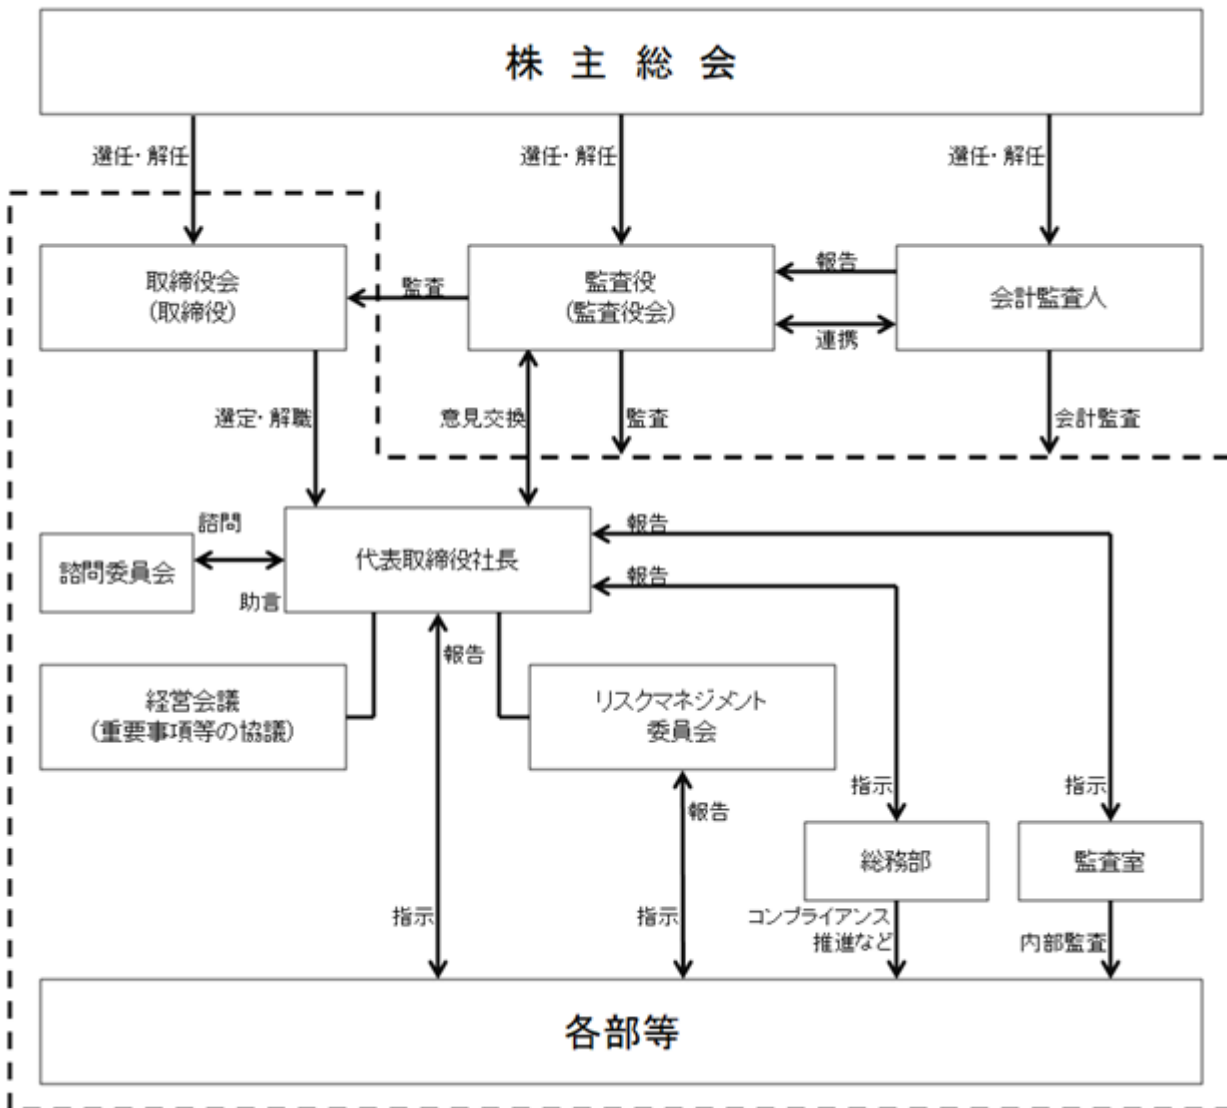 株 主 総 会
選任・解任
選任・解任
選任・解任
取締役会
(取締役)
監査
監査役
(監査役会)
報告
連携
会計監査人
選定・解職
意見交換
監査
会計監査
諮問
諮問委員会
助言
代表取締役社長
報告
報告
報告
経営会議
(重要事項等の協議)
リスクマネジメント
委員会
報告
指示
指示
総務部
監査室
指示
指示
コンプライアンス
推進など
内部監査
各部等